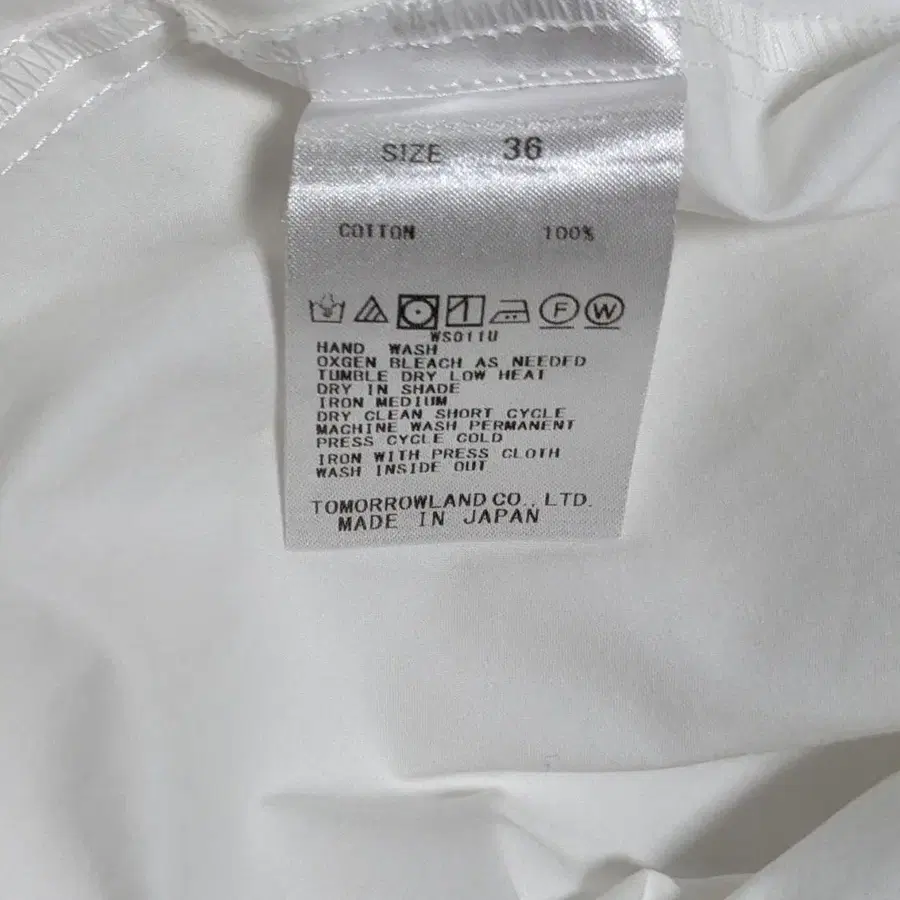 SIZE 36
COTTON 100%
F W
WS011U
HAND WASH
OXGEN BLEACH AS NEEDED
TUMBLE DRY LOW HEAT
DRY IN SHADE
IRON MEDIUM
DRY CLEAN SHORT CYCLE
MACHINE WASH PERMANENT
PRESS CYCLE COLD
IRON WITH PRESS CLOTH
WASH INSIDE OUT
TOMORROWLAND CO., LTD.
MADE IN JAPAN